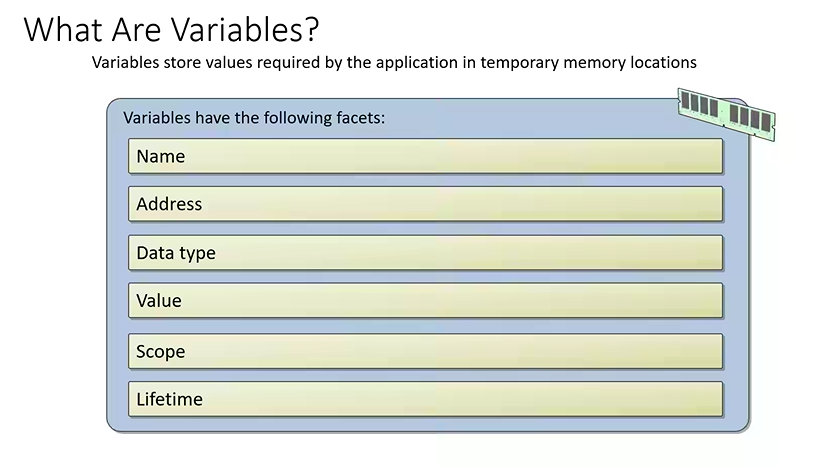 What Are Variables?
Variables store values required by the application in temporary memory locations
Variables have the following facets:
Name
Address
Data type
Value
Scope
Lifetime